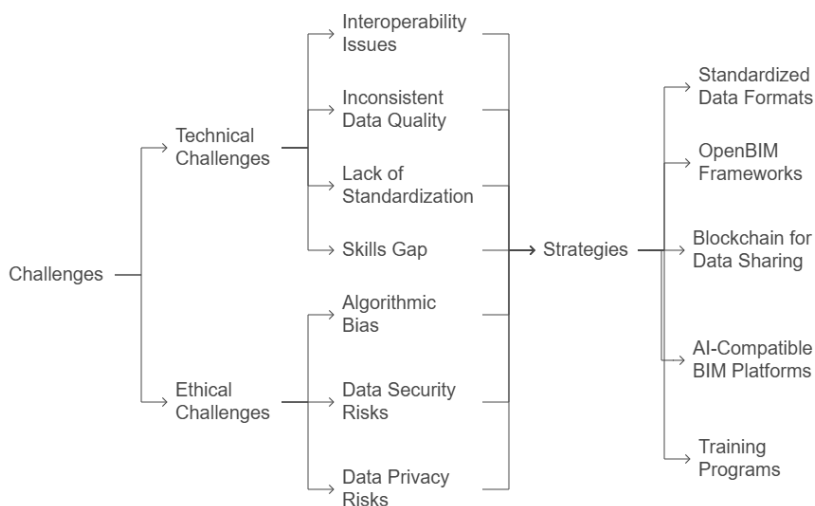 Challenges
Technical
Challenges
Ethical
Challenges
Interoperability
Issues
Inconsistent
Data Quality
Lack of
Standardization
Skills Gap
Algorithmic
Bias
Data Security
Risks
Data Privacy
Risks
Strategies
Standardized
Data Formats
OpenBIM
Frameworks
Blockchain for
Data Sharing
AI-Compatible
BIM Platforms
Training
Programs